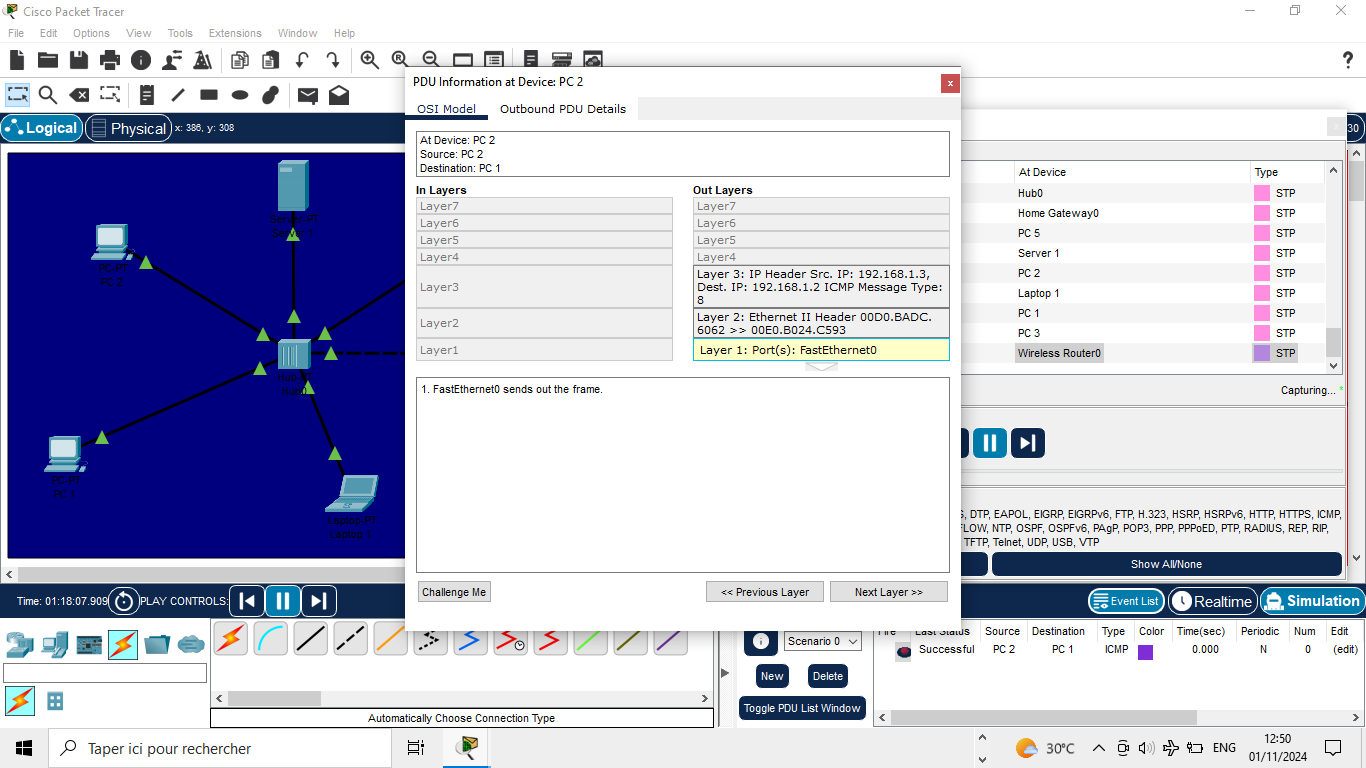 Cisco Packet Tracer
File Edit Options View Tools Extensions Window Help
?
Logical
Physical
x: 386, y: 308
PC-PT
PC 2
Server-PT
Server 1
PC-PT
PC 1
Laptop-PT
Laptop 1
PDU Information at Device: PC 2
x
OSI Model
Outbound PDU Details
At Device: PC 2
Source: PC 2
Destination: PC 1
In Layers
Layer7
Layer6
Layer5
Layer4
Layer3
Layer2
Layer1
Out Layers
Layer7
Layer6
Layer5
Layer4
Layer 3: IP Header Src. IP: 192.168.1.3,
Dest. IP: 192.168.1.2 ICMP Message Type:
8
Layer 2: Ethernet II Header 00D0.BADC.
6062 >> 00E0.B024.C593
Layer 1: Port(s): FastEthernet0
1. FastEthernet0 sends out the frame.
Challenge Me
<< Previous Layer
Next Layer >>
30
At Device Type
Hub0 STP
Home Gateway0 STP
PC 5 STP
Server 1 STP
PC 2 STP
Laptop 1 STP
PC 1 STP
PC 3 STP
Wireless Router0 STP
Capturing... *
S, DTP, EAPOL, EIGRP, EIGRPv6, FTP, H.323, HSRP, HSRPv6, HTTP, HTTPS, ICMP,
FLOW, NTP, OSPF, OSPFv6, PAgP, POP3, PPP, PPPoED, PTP, RADIUS, REP, RIP,
TFTP, Telnet, UDP, USB, VTP
Show All/None
Time: 01:18:07.909
PLAY CONTROLS:
Event List
Realtime
Simulation
Automatically Choose Connection Type
Scenario 0
New
Delete
Toggle PDU List Window
Fire Last Status Source Destination Type Color Time(sec) Periodic Num Edit
Successful PC 2 PC 1 ICMP 0.000 N 0 (edit)
Taper ici pour rechercher
30°C
ENG
12:50
01/11/2024